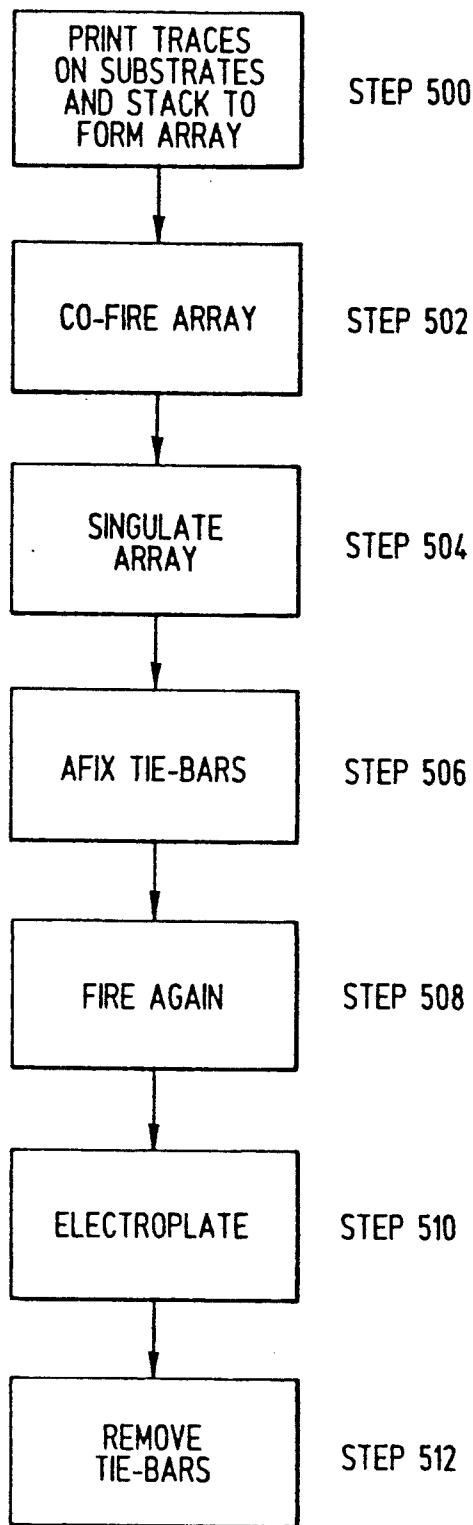 PRINT TRACES
ON SUBSTRATES
AND STACK TO
FORM ARRAY
STEP 500
CO-FIRE ARRAY
STEP 502
SINGULATE
ARRAY
STEP 504
AFIX TIE-BARS
STEP 506
FIRE AGAIN
STEP 508
ELECTROPLATE
STEP 510
REMOVE
TIE-BARS
STEP 512